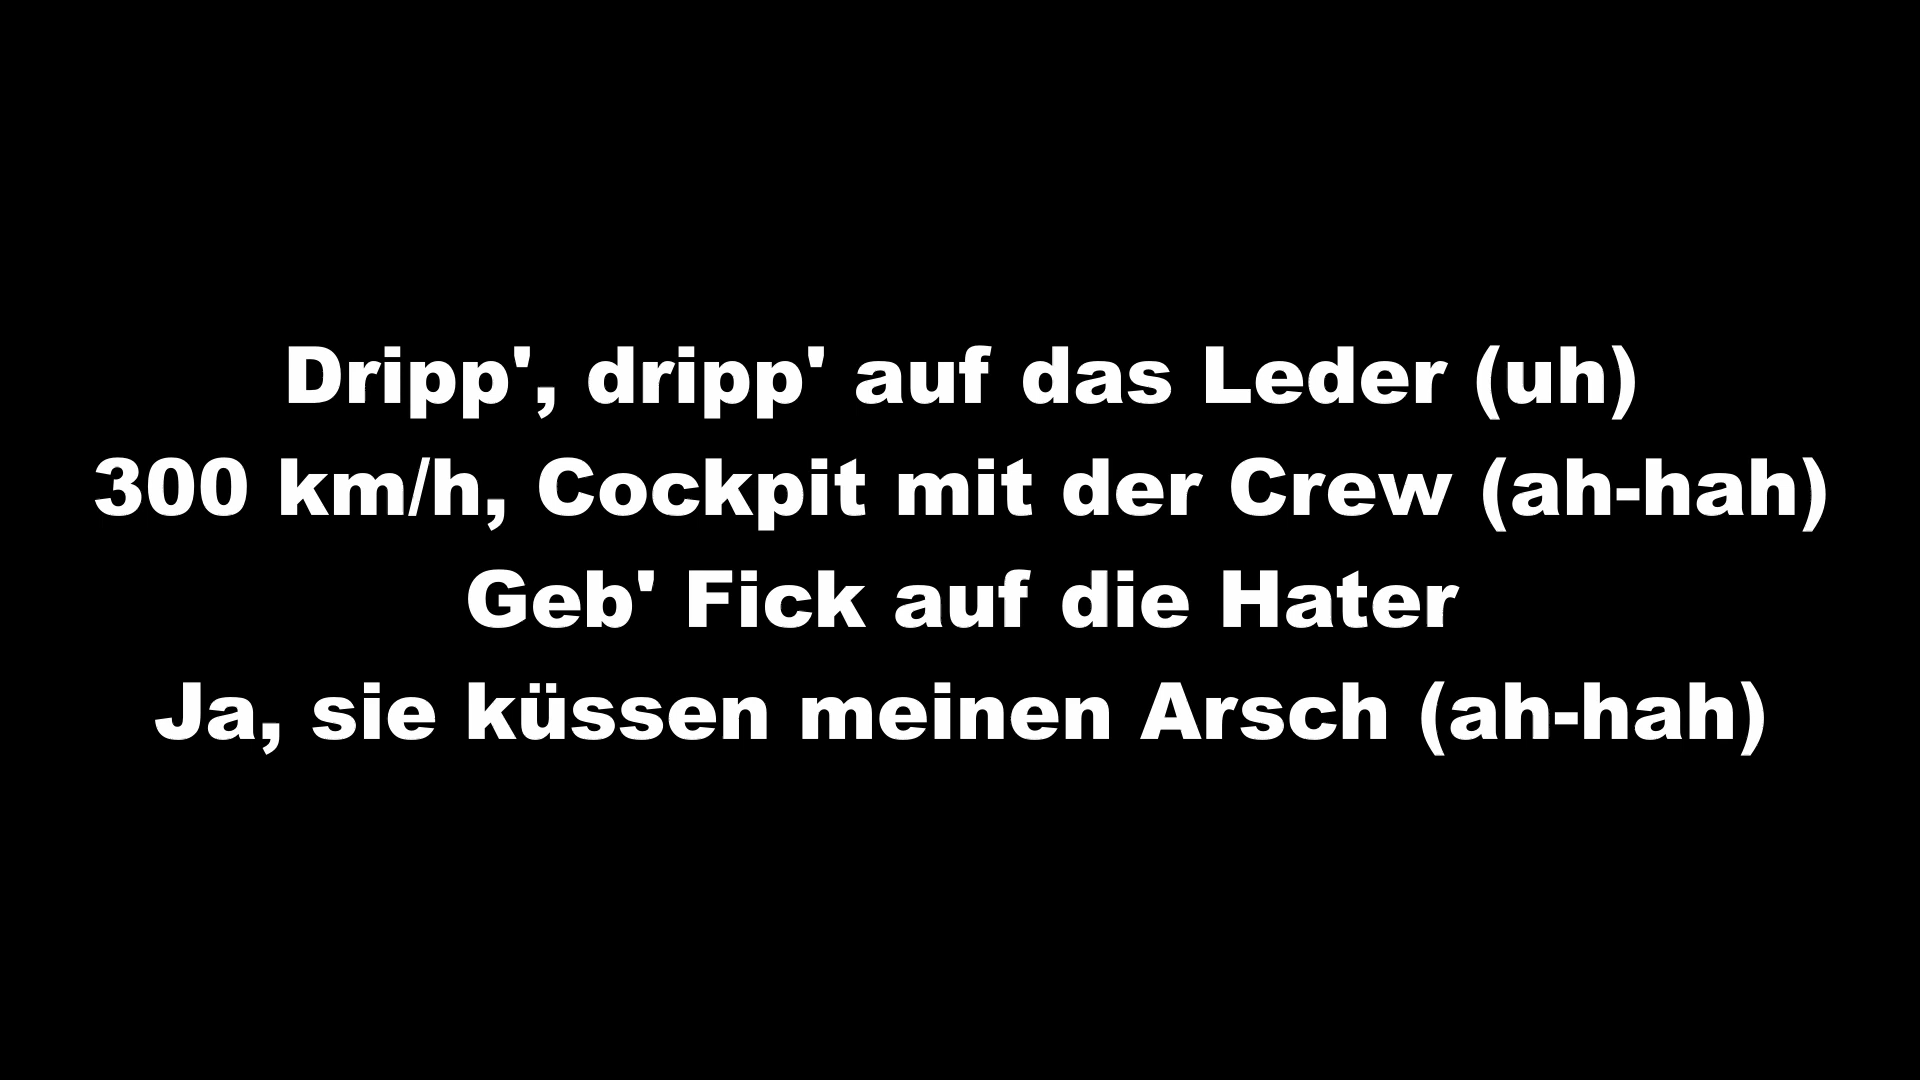 Dripp', dripp' auf das Leder (uh)
300 km/h, Cockpit mit der Crew (ah-hah)
Geb' Fick auf die Hater
Ja, sie küssen meinen Arsch (ah-hah)